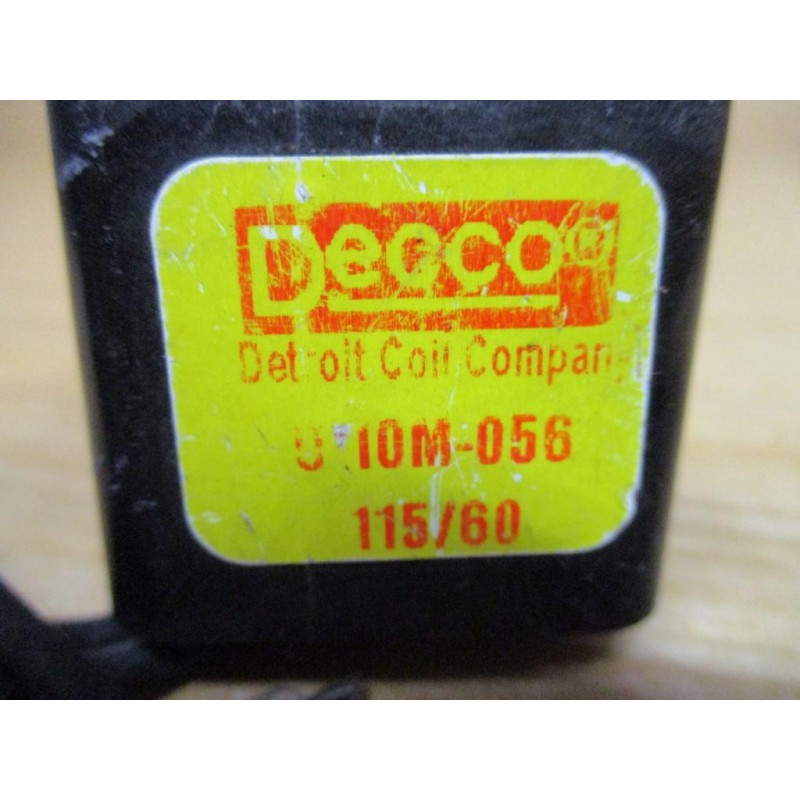 Decco®
Detroit Coil Company
10M-056
115/60